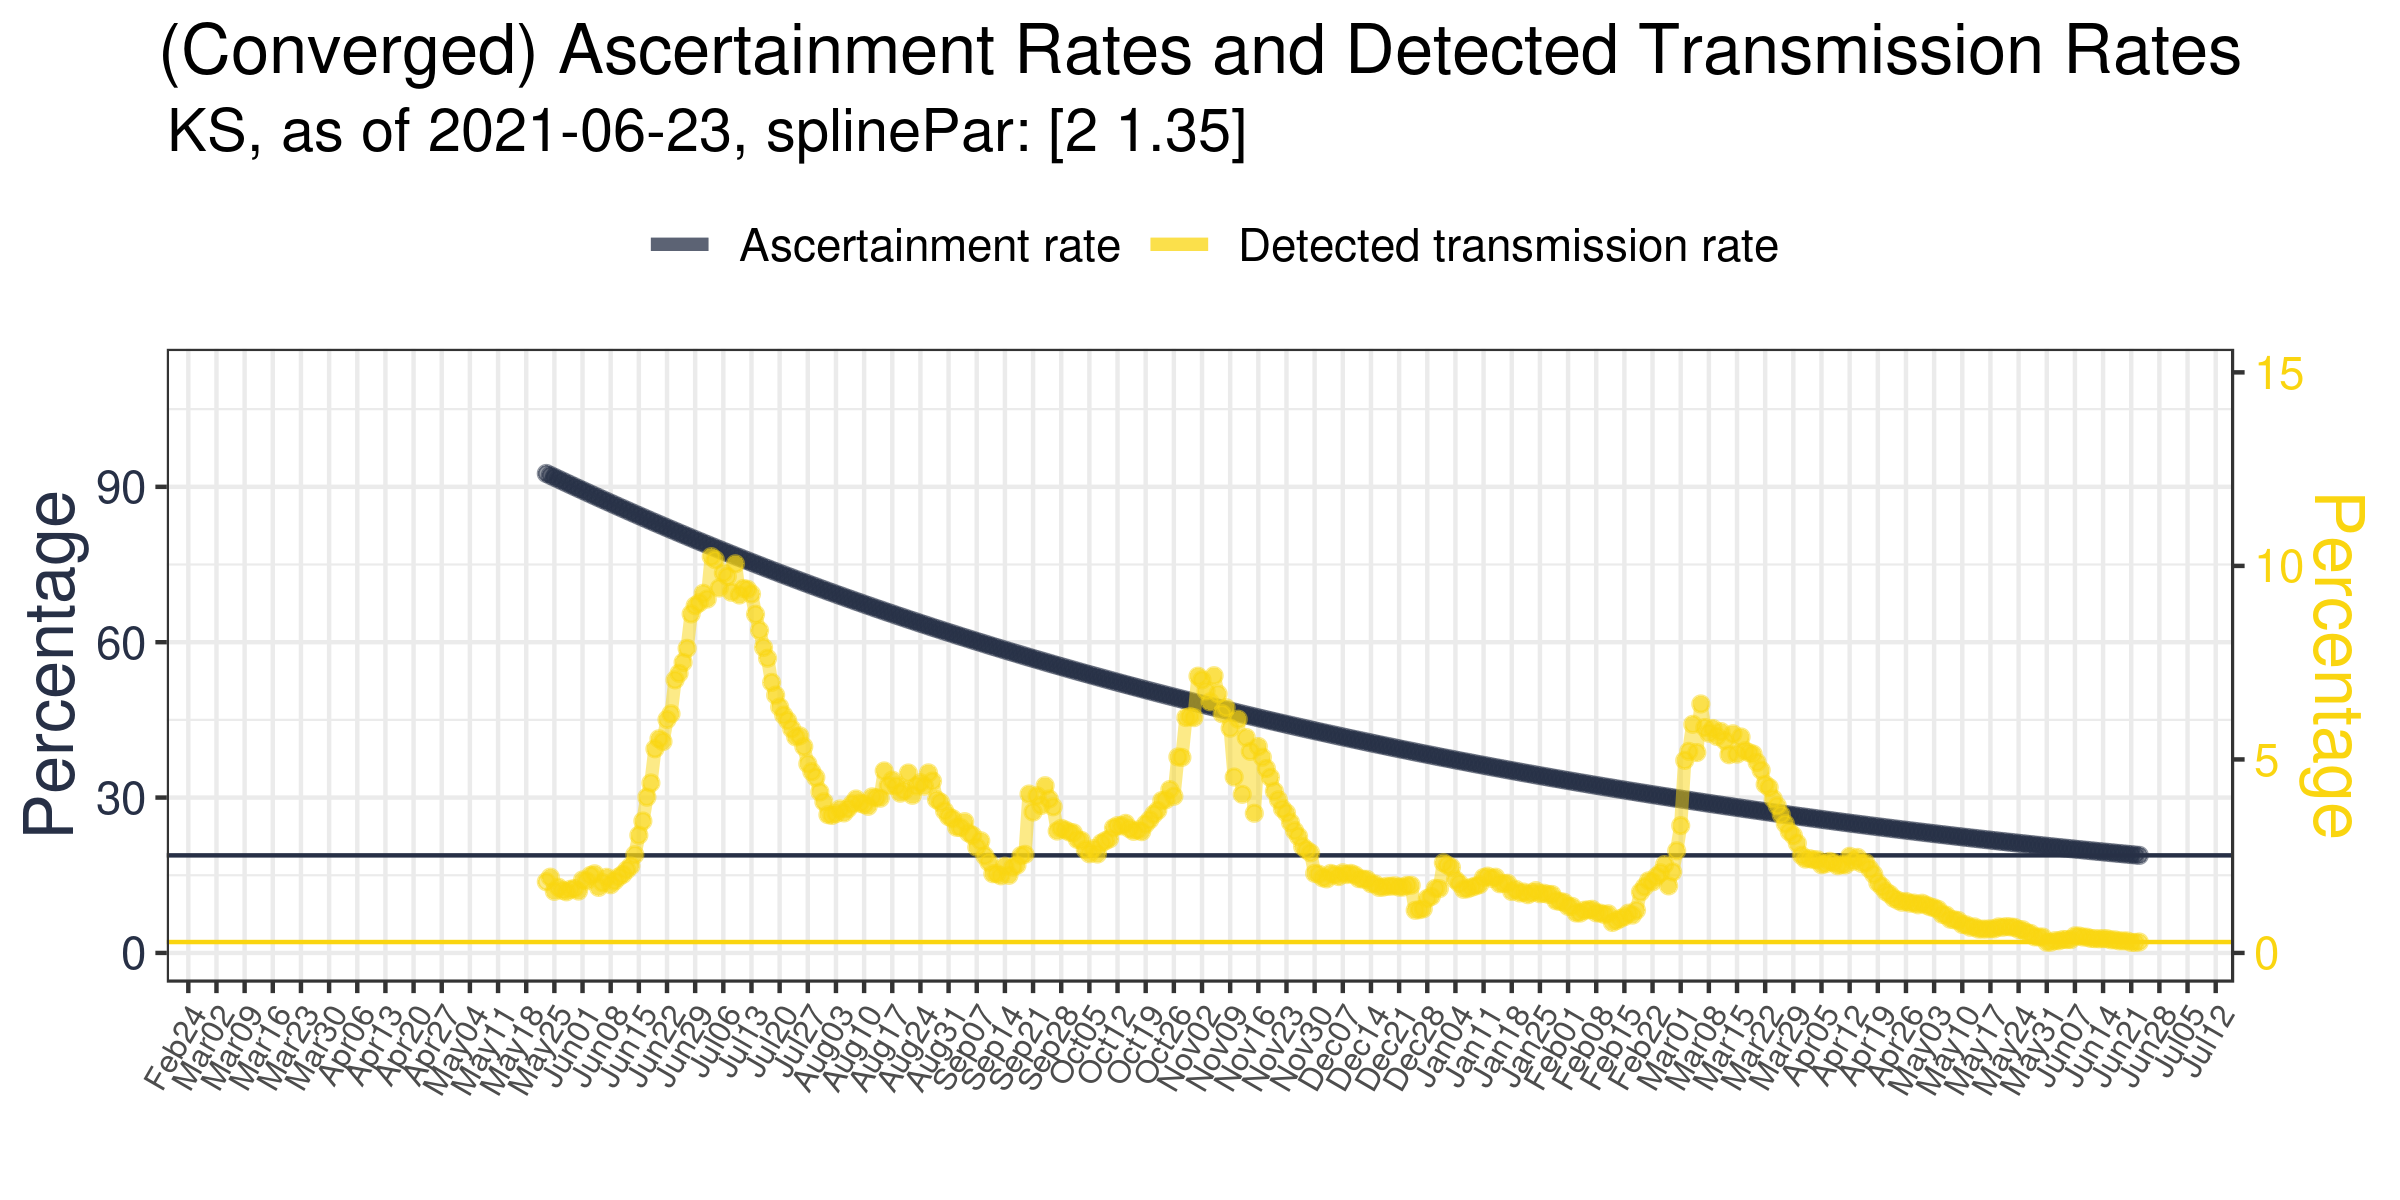 (Converged) Ascertainment Rates and Detected Transmission Rates
KS, as of 2021-06-23, splinePar: [2 1.35]
Ascertainment rate
Detected transmission rate
Percentage
90
60
30
0
15
10
5
0
Percentage
Feb24
Mar02
Mar09
Mar16
Mar23
Mar30
Apr06
Apr13
Apr20
Apr27
May04
May11
May18
May25
Jun01
Jun08
Jun15
Jun22
Jun29
Jul06
Jul13
Jul20
Jul27
Aug03
Aug10
Aug17
Aug24
Aug31
Sep07
Sep14
Sep21
Sep28
Oct05
Oct12
Oct19
Oct26
Nov02
Nov09
Nov16
Nov23
Nov30
Dec07
Dec14
Dec21
Dec28
Jan04
Jan11
Jan18
Jan25
Feb01
Feb08
Feb15
Feb22
Mar01
Mar08
Mar15
Mar22
Mar29
Apr05
Apr12
Apr19
Apr26
May03
May10
May17
May24
May31
Jun07
Jun14
Jun21
Jun28
Jul05
Jul12